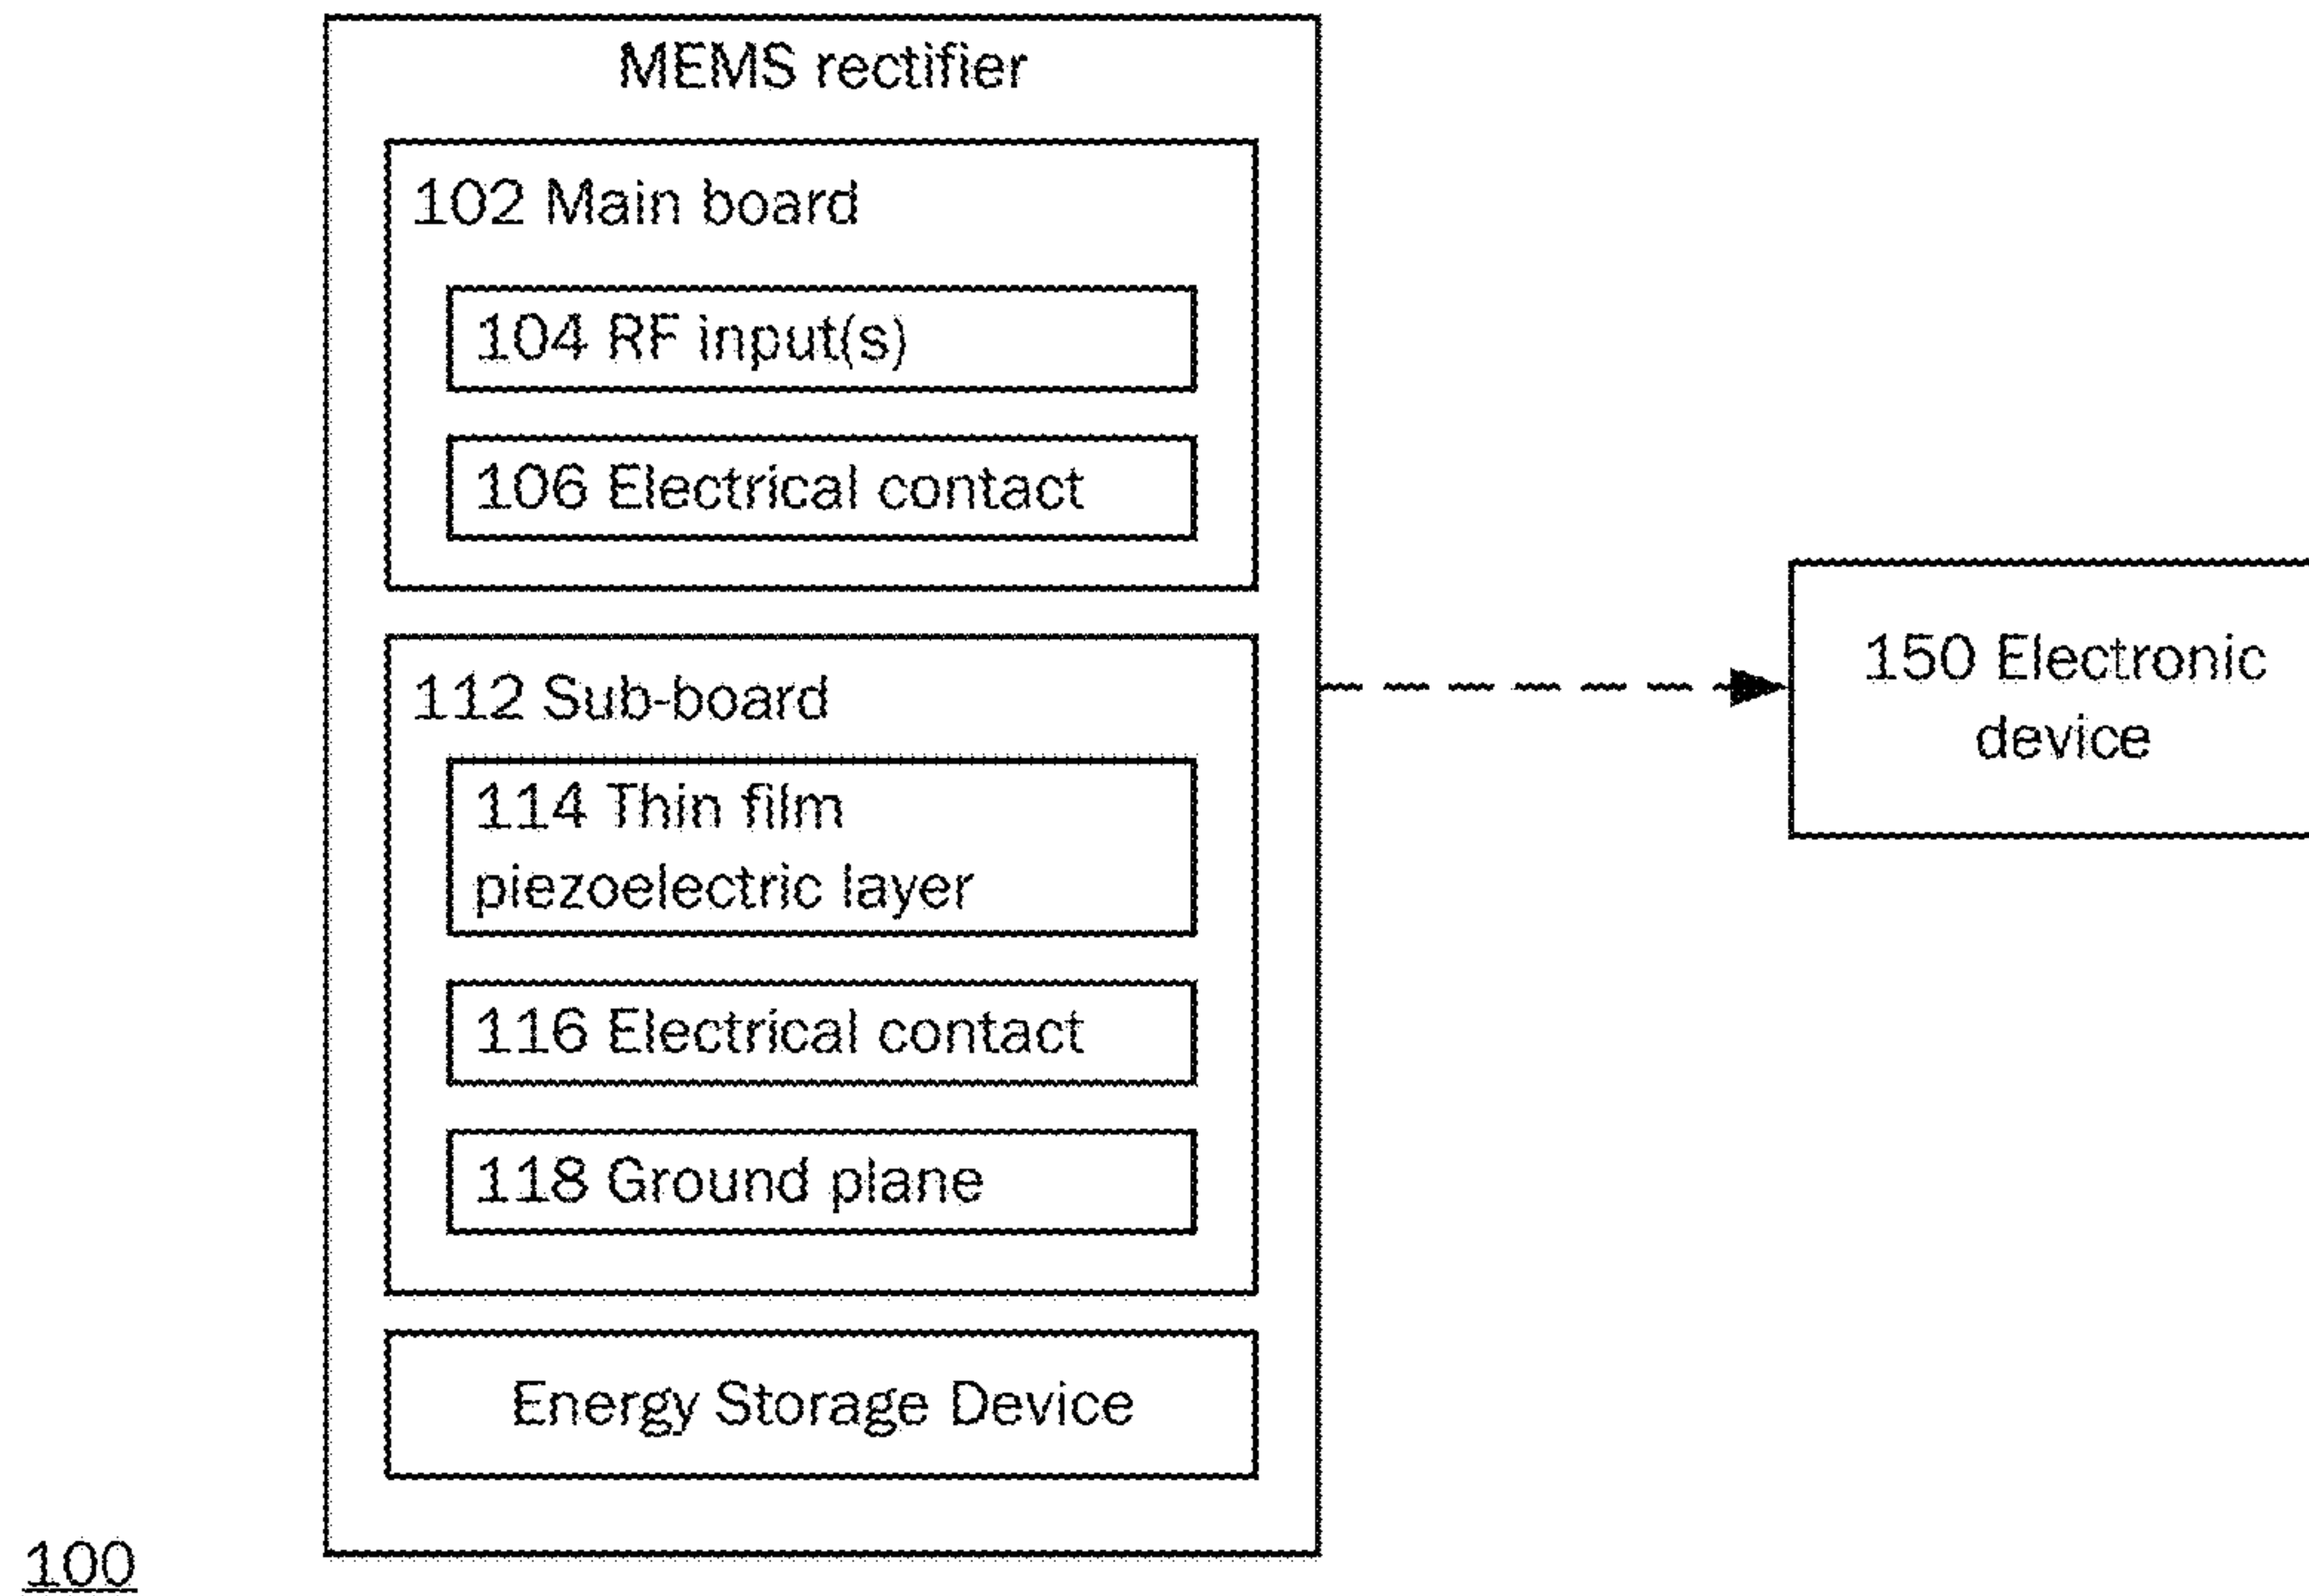 MEMS rectifier
102 Main board
104 RF input(s)
106 Electrical contact
112 Sub-board
114 Thin film
piezoelectric layer
116 Electrical contact
118 Ground plane
Energy Storage Device
150 Electronic
device
100